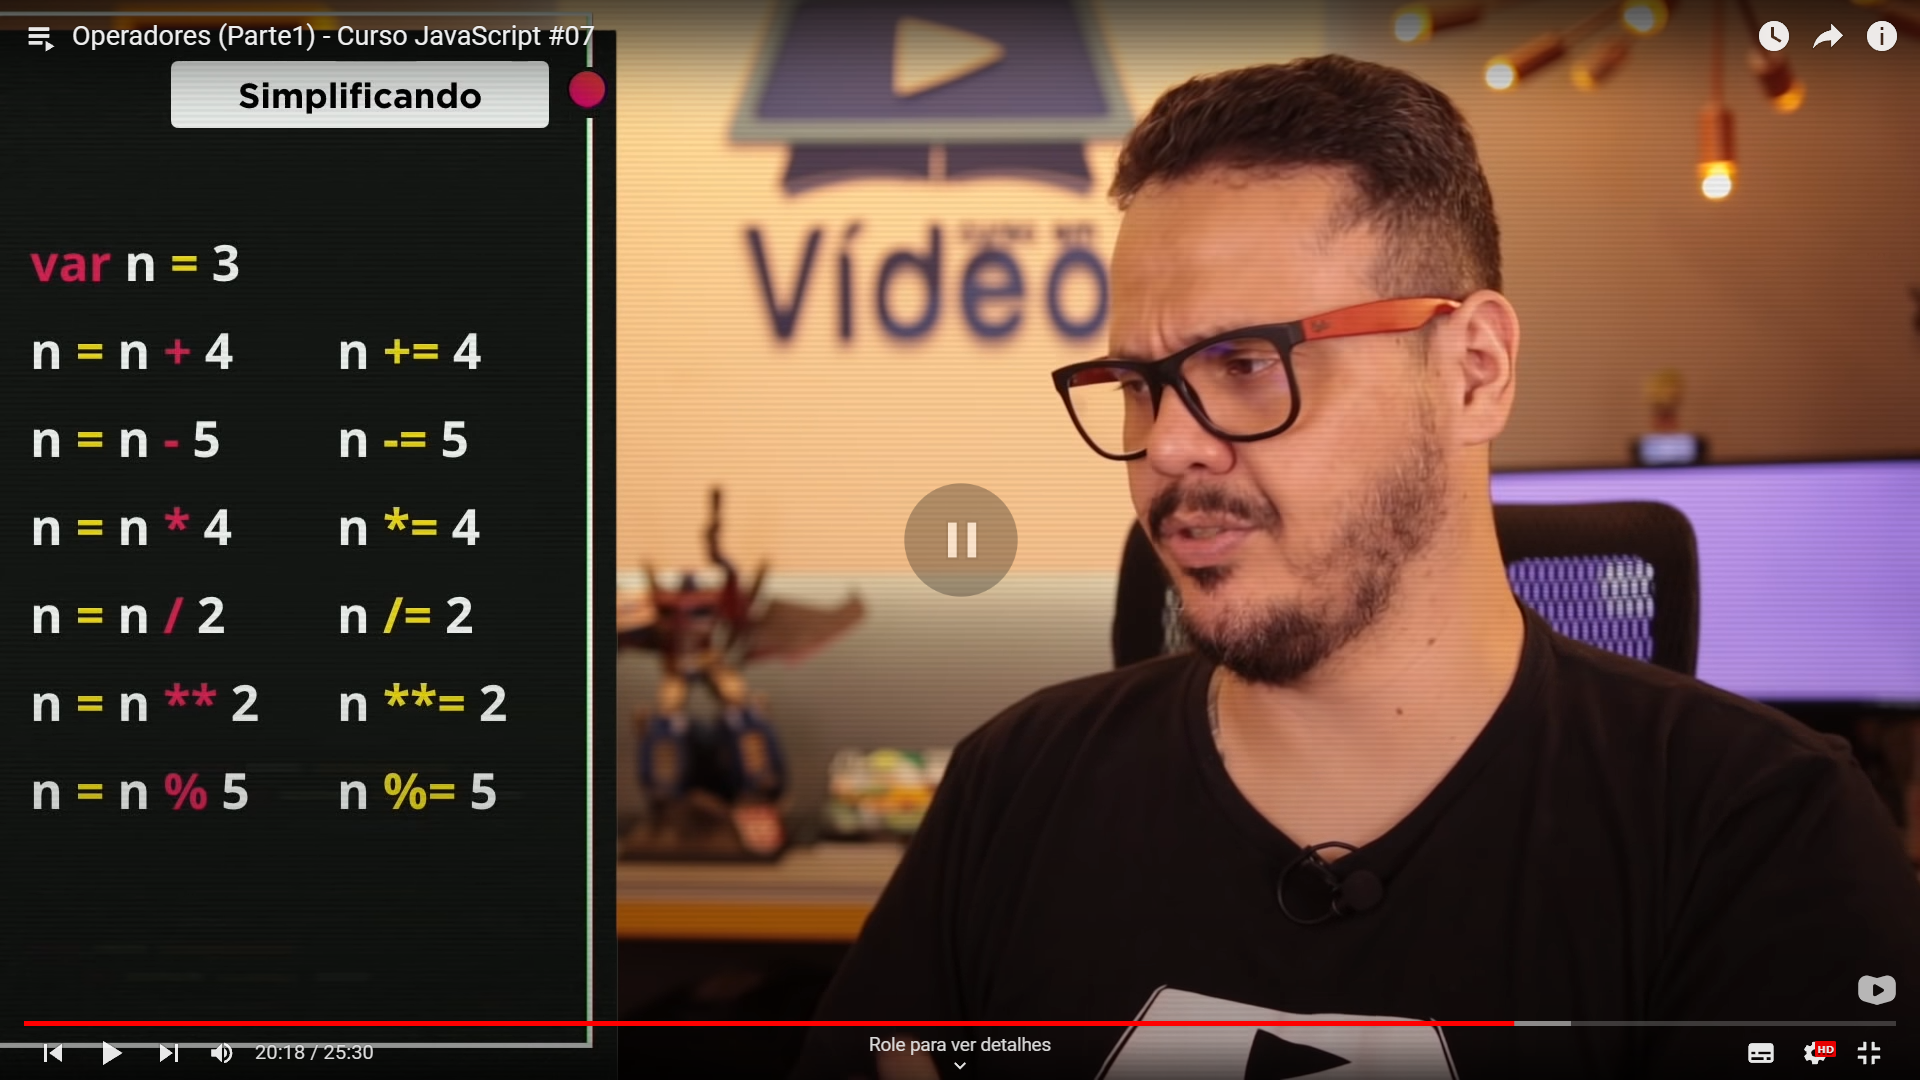 Operadores (Parte1) - Curso JavaScript #07
Simplificando
Vídeo
var n = 3
n = n + 4 n += 4
n = n - 5 n -= 5
n = n * 4 n *= 4
n = n / 2 n /= 2
n = n ** 2 n **= 2
n = n % 5 n %= 5
20:18 / 25:30
Role para ver detalhes
HD